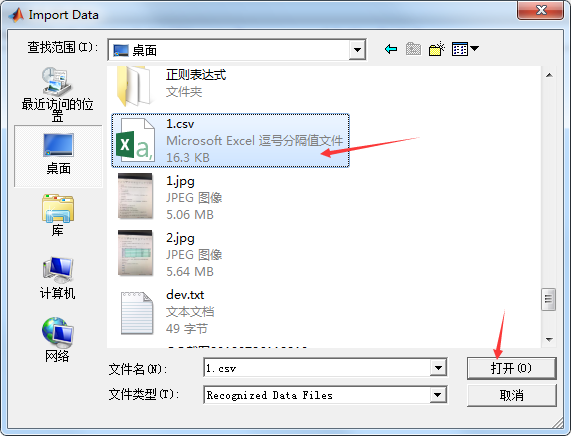 Import Data
查找范围(I):
桌面
最近访问的位
置
桌面
库
计算机
网络
正则表达式
文件夹
1.csv
Microsoft Excel 逗号分隔值文件
16.3 KB
1.jpg
JPEG 图像
5.06 MB
2.jpg
JPEG 图像
5.64 MB
dev.txt
文本文档
49 字节
文件名(N):
1.csv
打开(O)
文件类型(T):
Recognized Data Files
取消